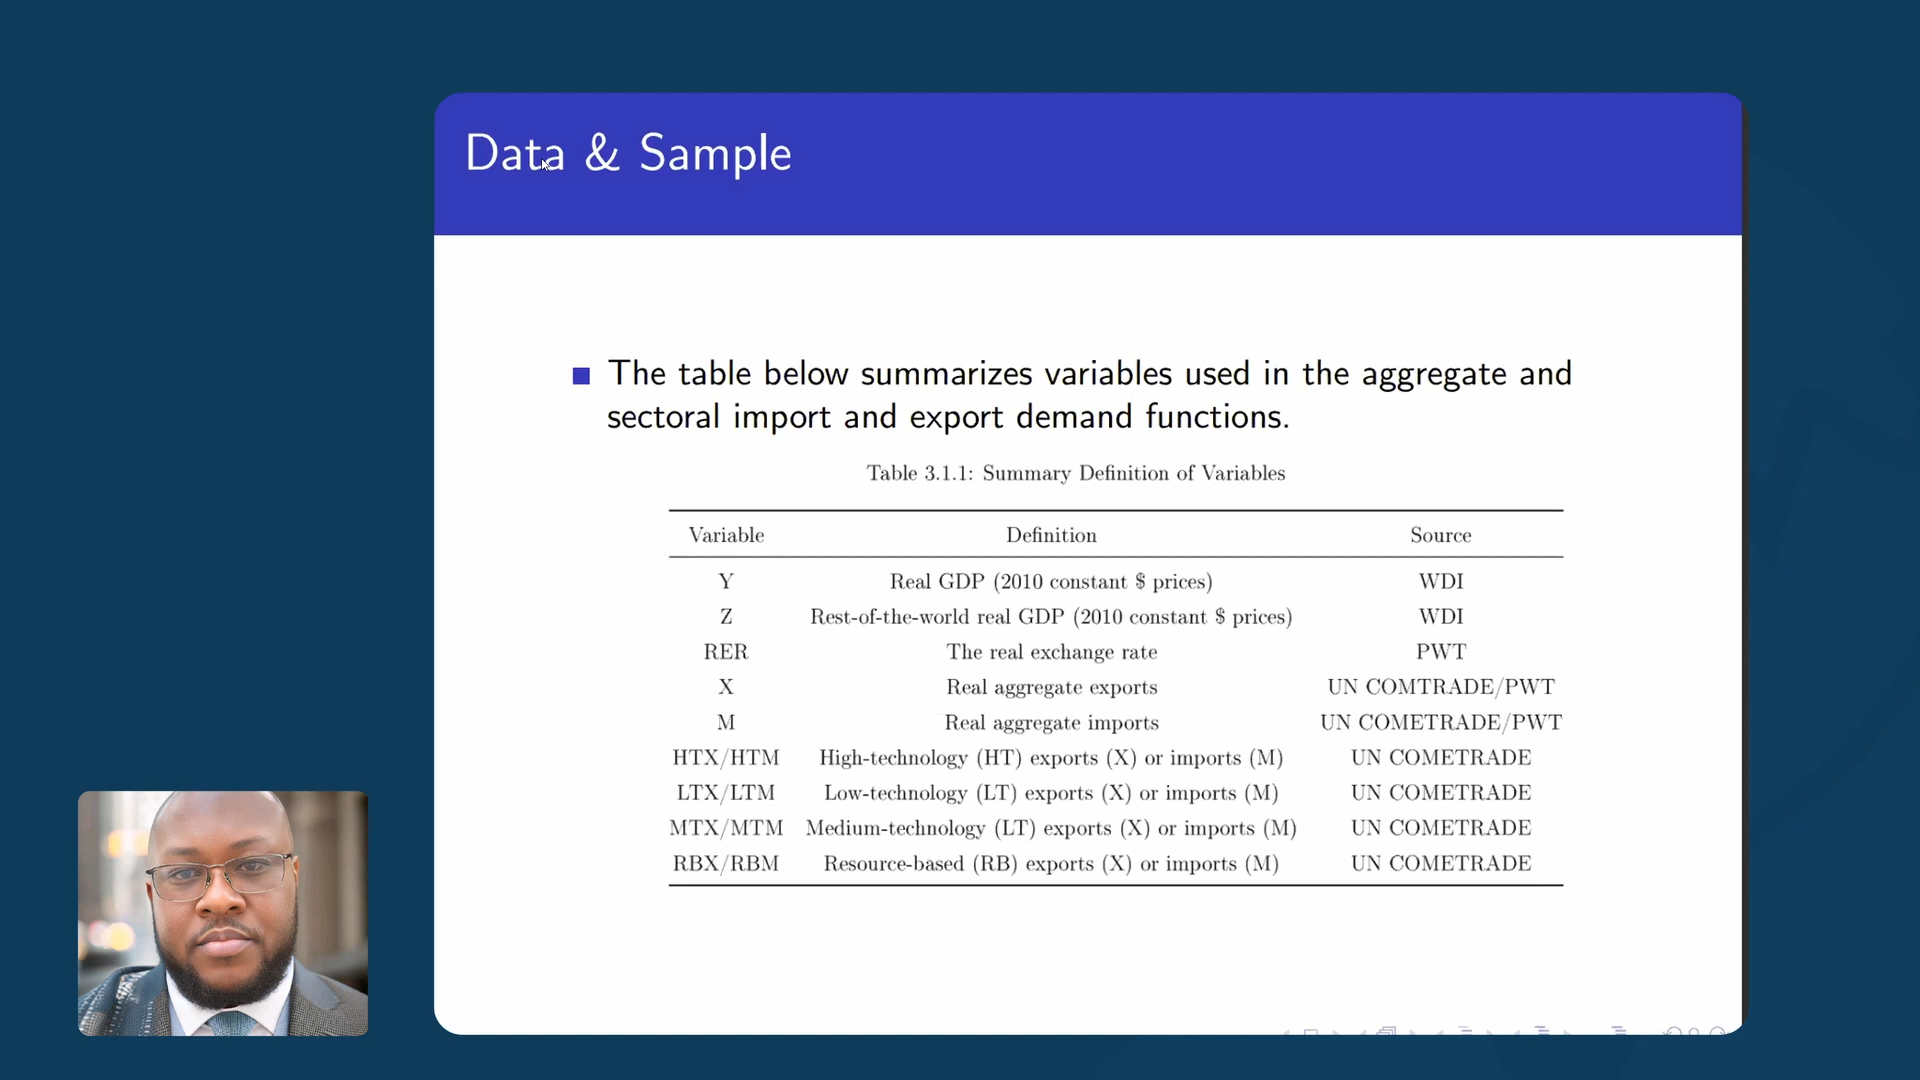 Data & Sample
The table below summarizes variables used in the aggregate and
sectoral import and export demand functions.
Table 3.1.1: Summary Definition of Variables
Variable Definition Source
Y Real GDP (2010 constant $ prices) WDI
Z Rest-of-the-world real GDP (2010 constant $ prices) WDI
RER The real exchange rate PWT
X Real aggregate exports UN COMTRADE/PWT
M Real aggregate imports UN COMETRADE/PWT
HTX/HTM High-technology (HT) exports (X) or imports (M) UN COMETRADE
LTX/LTM Low-technology (LT) exports (X) or imports (M) UN COMETRADE
MTX/MTM Medium-technology (LT) exports (X) or imports (M) UN COMETRADE
RBX/RBM Resource-based (RB) exports (X) or imports (M) UN COMETRADE